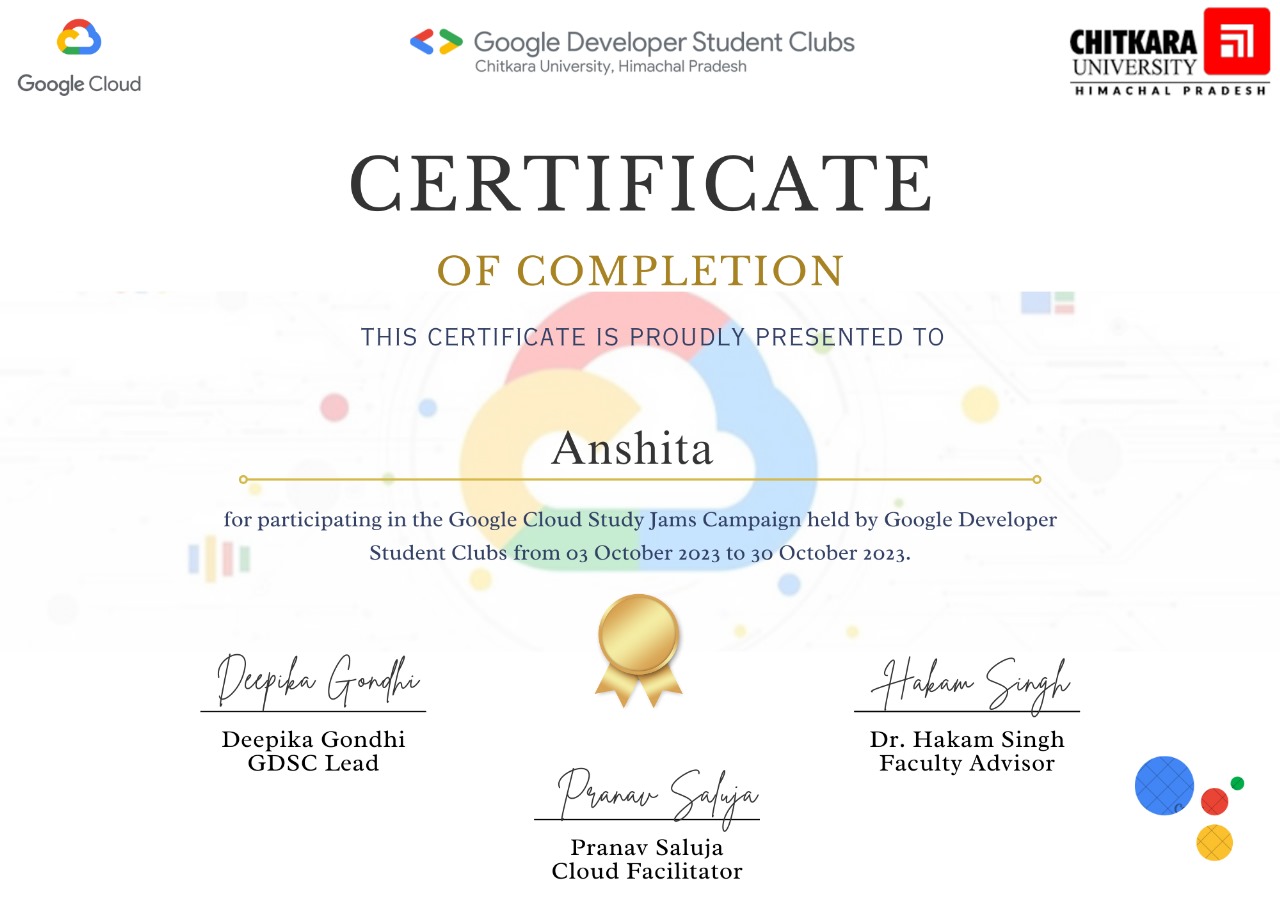 Google Cloud
Google Developer Student Clubs
Chitkara University, Himachal Pradesh
CHITKARA
UNIVERSITY
HIMACHAL PRADESH
CERTIFICATE
OF COMPLETION
THIS CERTIFICATE IS PROUDLY PRESENTED TO
Anshita
for participating in the Google Cloud Study Jams Campaign held by Google Developer
Student Clubs from 03 October 2023 to 30 October 2023.
Deepika Gondhi
Deepika Gondhi
GDSC Lead
Hakam Singh
Dr. Hakam Singh
Faculty Advisor
Pranav Saluja
Pranav Saluja
Cloud Facilitator